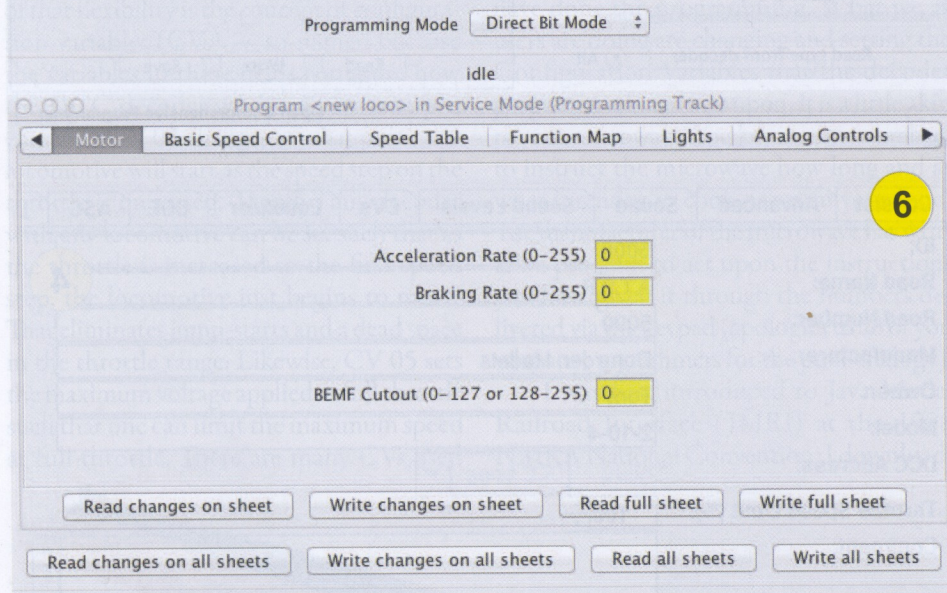 Programming Mode Direct Bit Mode
idle
Program <new loco> in Service Mode (Programming Track)
Motor Basic Speed Control Speed Table Function Map Lights Analog Controls
6
Acceleration Rate (0-255) 0
Braking Rate (0-255) 0
BEMF Cutout (0-127 or 128-255) 0
Read changes on sheet Write changes on sheet Read full sheet Write full sheet
Read changes on all sheets Write changes on all sheets Read all sheets Write all sheets